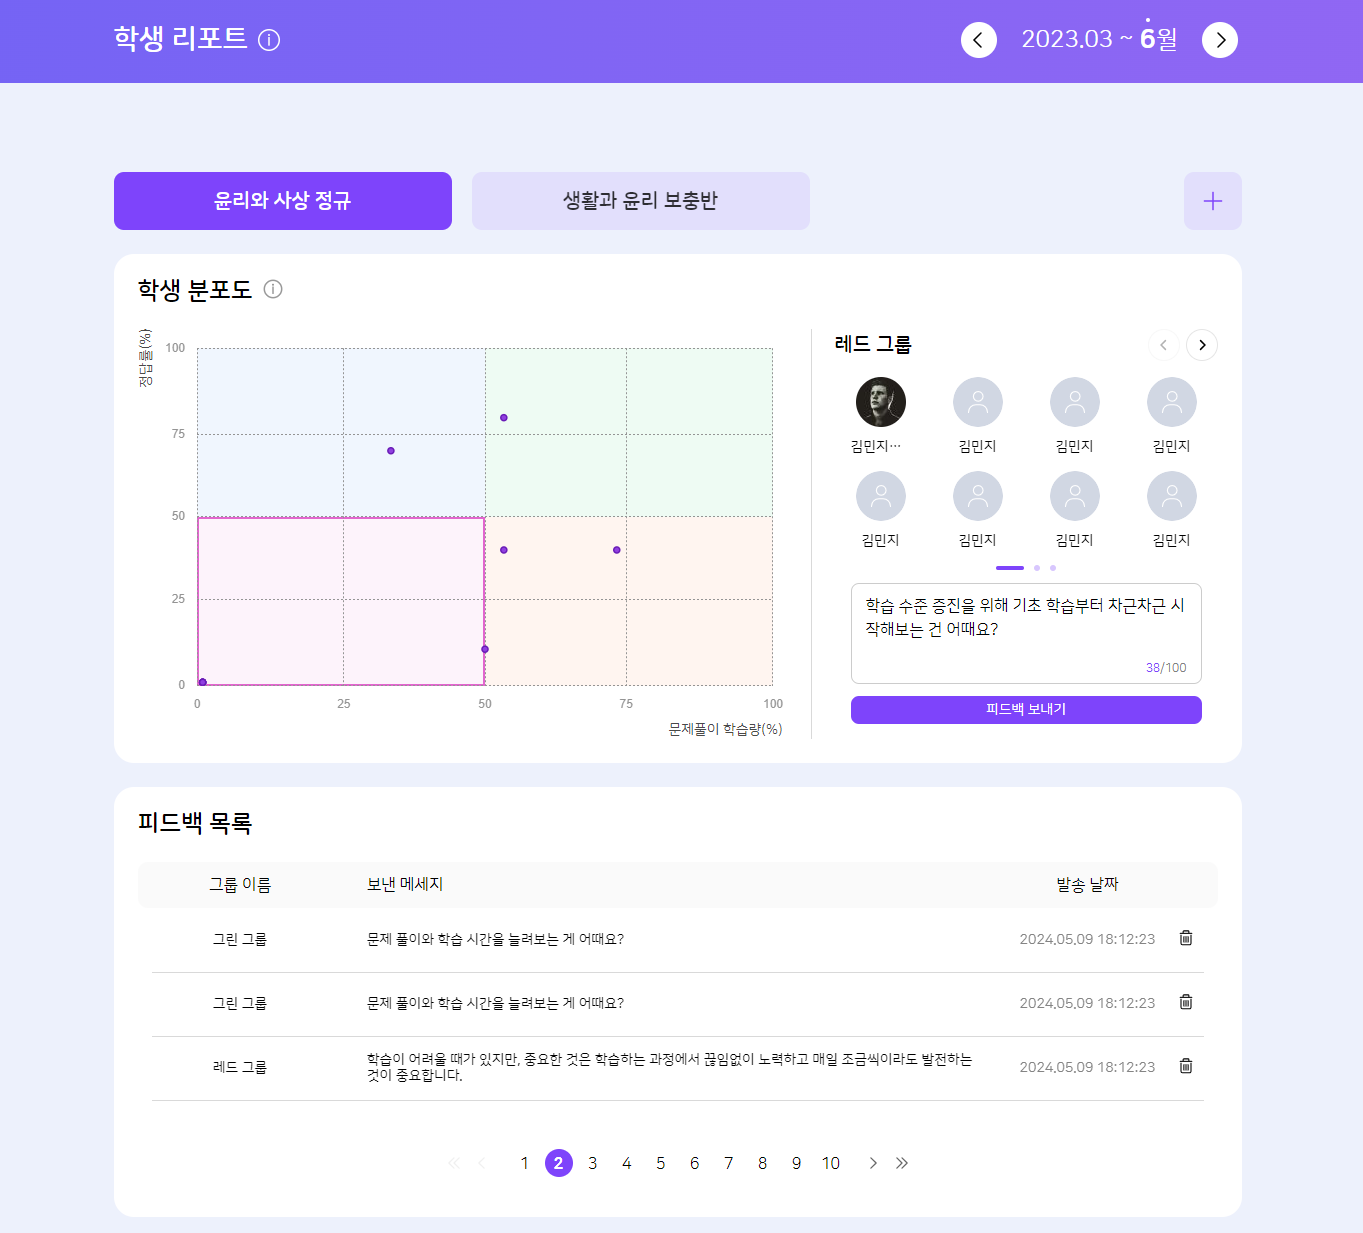 학생 리포트
2023.03 ~ 6월
윤리와 사상 정규
생활과 윤리 보충반
학생 분포도
정답률(%)
100
75
50
25
0
0 25 50 75 100
문제풀이 학습량(%)
레드 그룹
김민지… 김민지 김민지 김민지
김민지 김민지 김민지 김민지
학습 수준 증진을 위해 기초 학습부터 차근차근 시
작해보는 건 어때요?
38/100
피드백 보내기
피드백 목록
그룹 이름 보낸 메세지 발송 날짜
그린 그룹 문제 풀이와 학습 시간을 늘려보는 게 어때요? 2024.05.09 18:12:23
그린 그룹 문제 풀이와 학습 시간을 늘려보는 게 어때요? 2024.05.09 18:12:23
레드 그룹 학습이 어려울 때가 있지만, 중요한 것은 학습하는 과정에서 끊임없이 노력하고 매일 조금씩이라도 발전하는 2024.05.09 18:12:23
것이 중요합니다.
1 2 3 4 5 6 7 8 9 10